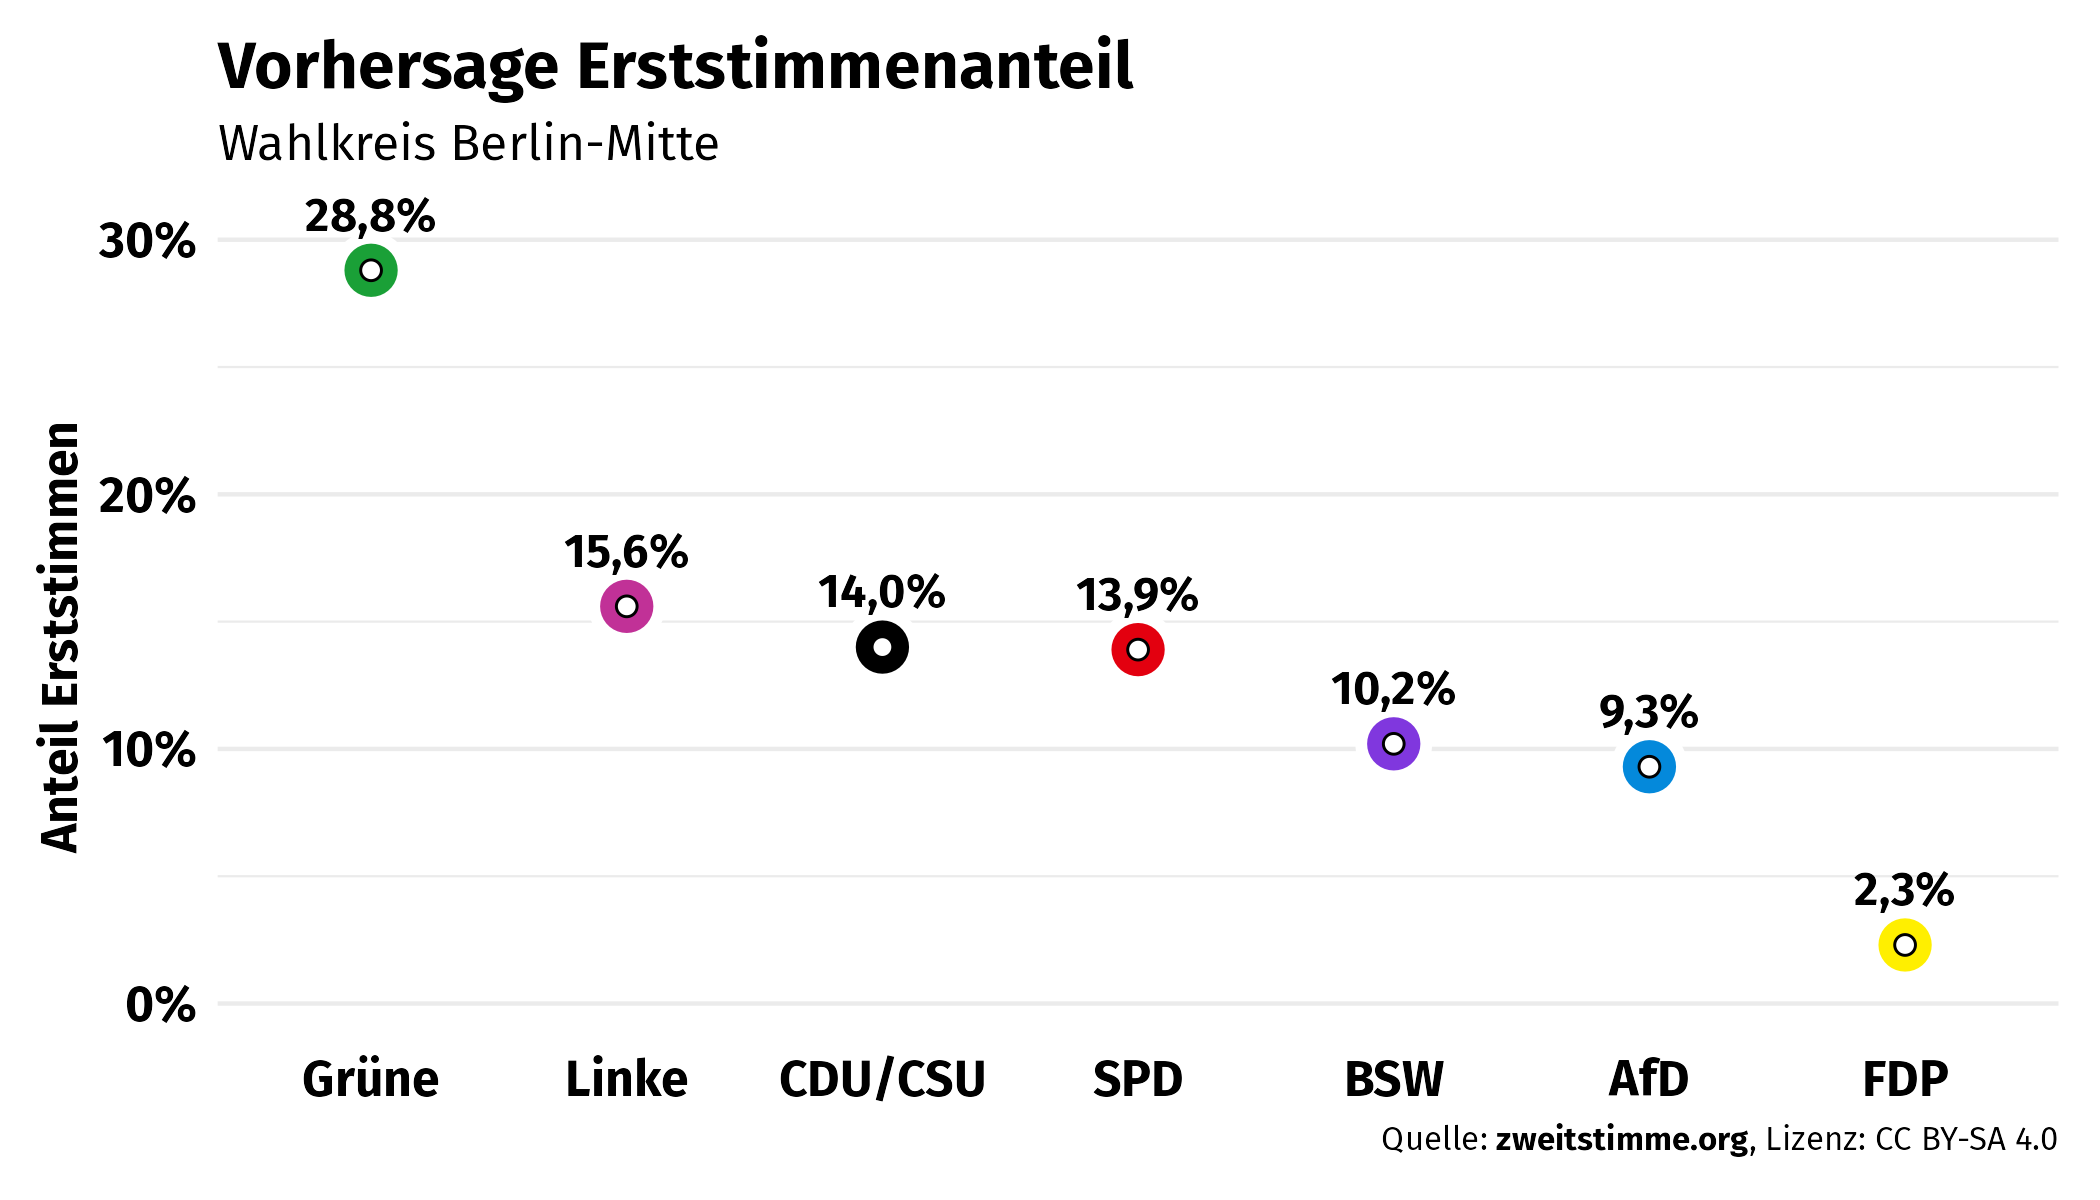 Vorhersage Erststimmenanteil
Wahlkreis Berlin-Mitte
Anteil Erststimmen
30%
20%
10%
0%
28,8%
15,6%
14,0%
13,9%
10,2%
9,3%
2,3%
Grüne Linke CDU/CSU SPD BSW AfD FDP
Quelle: zweitstimme.org, Lizenz: CC BY-SA 4.0